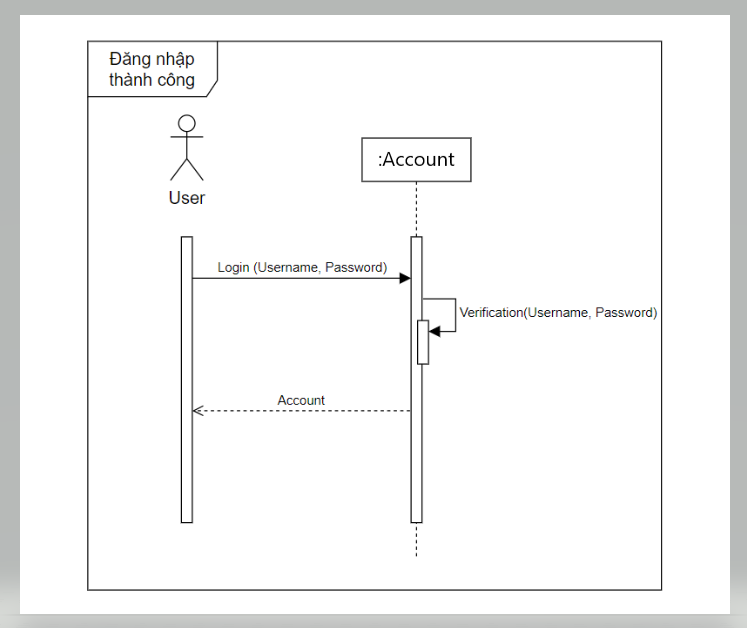 Đăng nhập
thành công
User
:Account
Login (Username, Password)
Verification(Username, Password)
Account